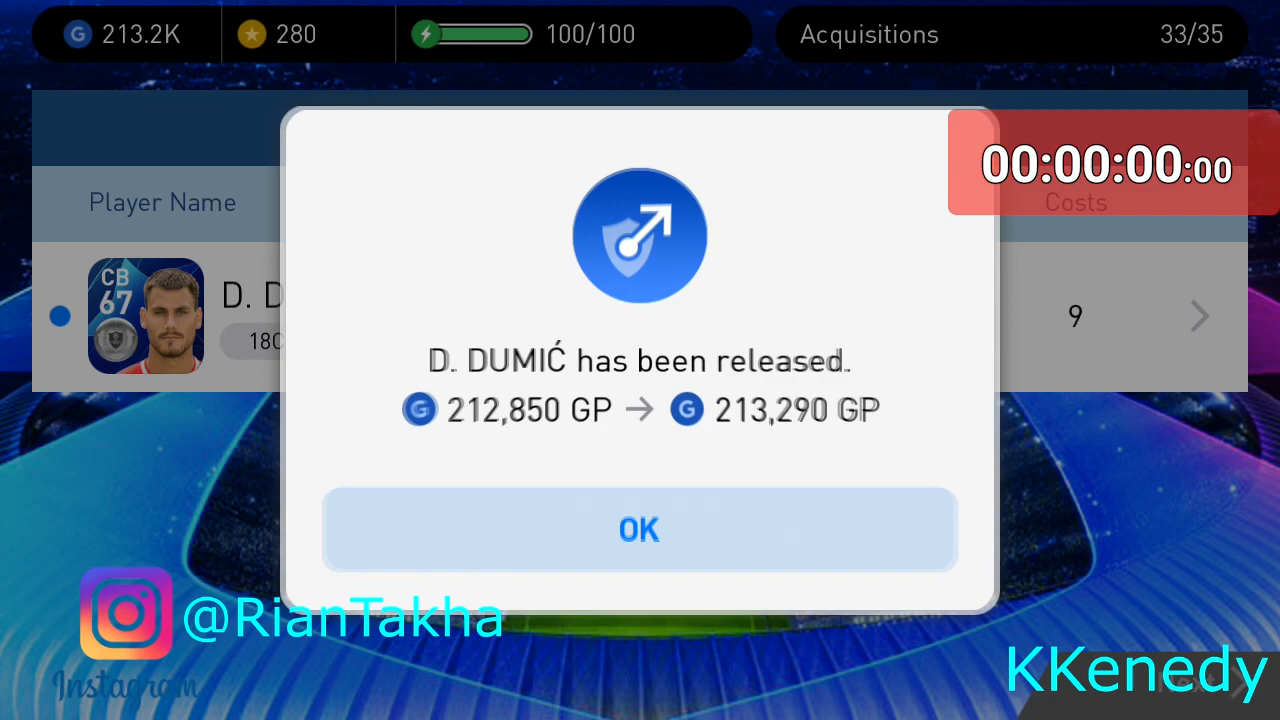 213.2K
280
100/100
Acquisitions
33/35
00:00:00:00
Player Name
Costs
CB
67
D. D
180
9
D. DUMIĆ has been released.
212,850 GP → 213,290 GP
OK
@RianTakha
Instagram
KKenedy